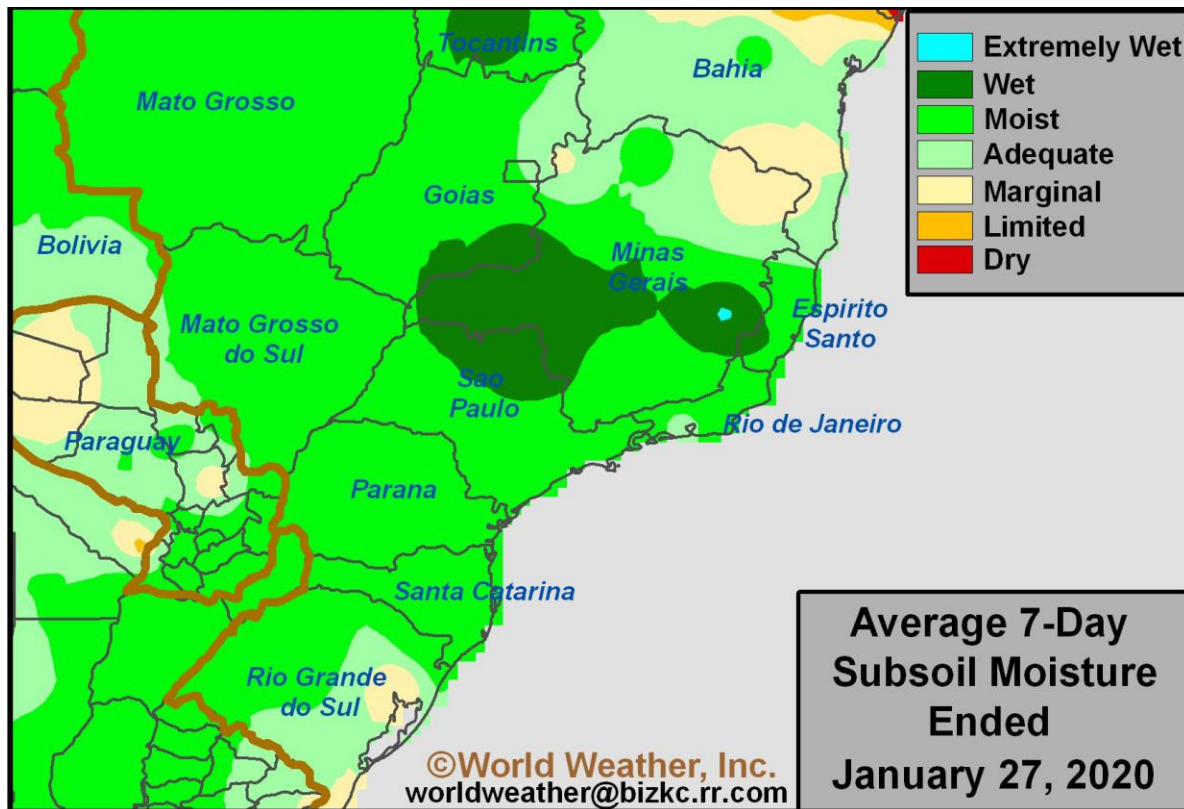 Tocantins
Bahia
Mato Grosso
Goias
Bolivia
Minas
Gerais
Mato Grosso
do Sul
Espirito
Santo
Sao
Paulo
Rio de Janeiro
Paraguay
Parana
Santa Catarina
Rio Grande
do Sul
Extremely Wet
Wet
Moist
Adequate
Marginal
Limited
Dry
Average 7-Day
Subsoil Moisture
Ended
January 27, 2020
©World Weather, Inc.
worldweather@bizkc.rr.com